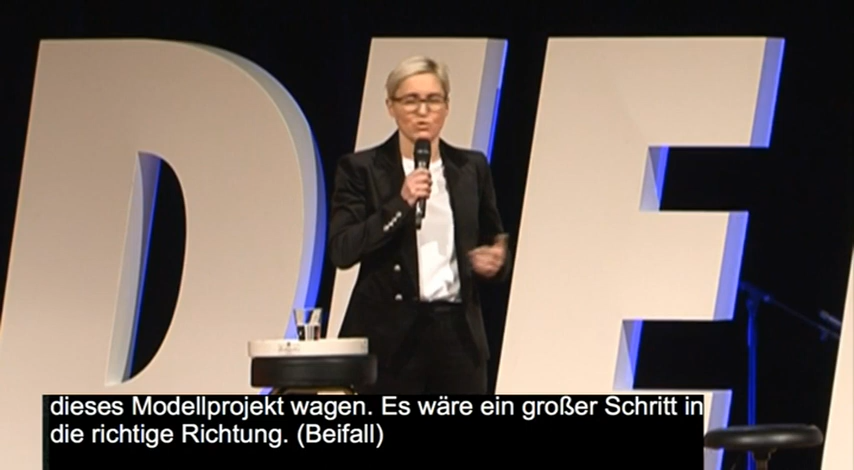 DIE
dieses Modellprojekt wagen. Es wäre ein großer Schritt in
die richtige Richtung. (Beifall)